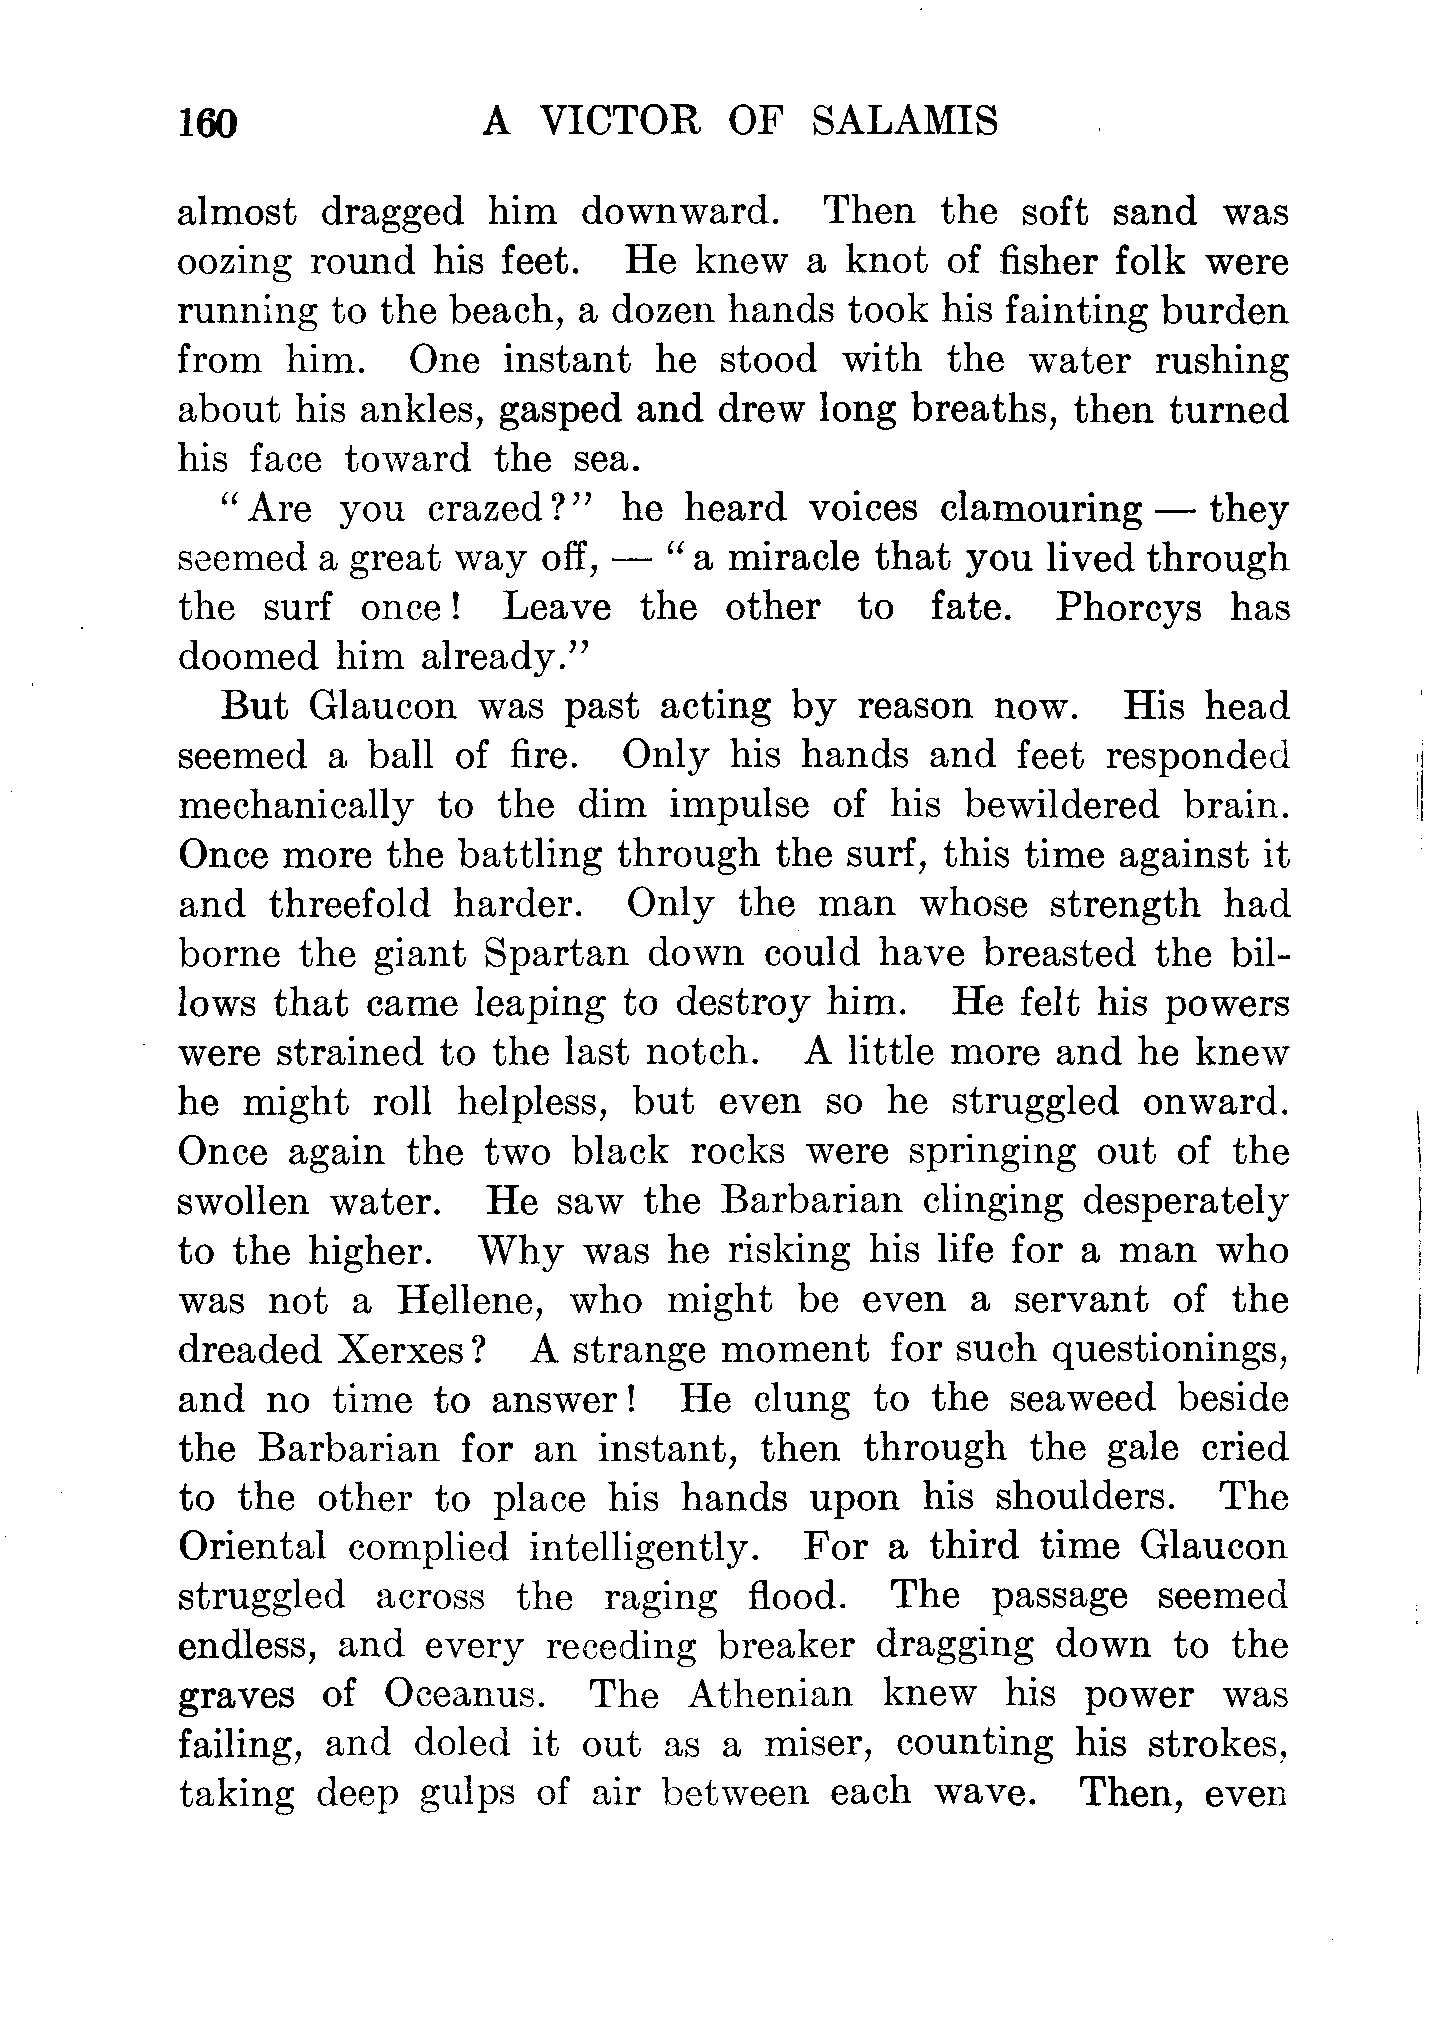 160 A VICTOR OF SALAMIS
almost dragged him downward. Then the soft sand was
oozing round his feet. He knew a knot of fisher folk were
running to the beach, a dozen hands took his fainting burden
from him. One instant he stood with the water rushing
about his ankles, gasped and drew long breaths, then turned
his face toward the sea.
"Are you crazed?" he heard voices clamouring — they
seemed a great way off, — "a miracle that you lived through
the surf once! Leave the other to fate. Phorcys has
doomed him already."
But Glaucon was past acting by reason now. His head
seemed a ball of fire. Only his hands and feet responded
mechanically to the dim impulse of his bewildered brain.
Once more the battling through the surf, this time against it
and threefold harder. Only the man whose strength had
borne the giant Spartan down could have breasted the bil-
lows that came leaping to destroy him. He felt his powers
were strained to the last notch. A little more and he knew
he might roll helpless, but even so he struggled onward.
Once again the two black rocks were springing out of the
swollen water. He saw the Barbarian clinging desperately
to the higher. Why was he risking his life for a man who
was not a Hellene, who might be even a servant of the
dreaded Xerxes? A strange moment for such questionings,
and no time to answer! He clung to the seaweed beside
the Barbarian for an instant, then through the gale cried
to the other to place his hands upon his shoulders. The
Oriental complied intelligently. For a third time Glaucon
struggled across the raging flood. The passage seemed
endless, and every receding breaker dragging down to the
graves of Oceanus. The Athenian knew his power was
failing, and doled it out as a miser, counting his strokes,
taking deep gulps of air between each wave. Then, even